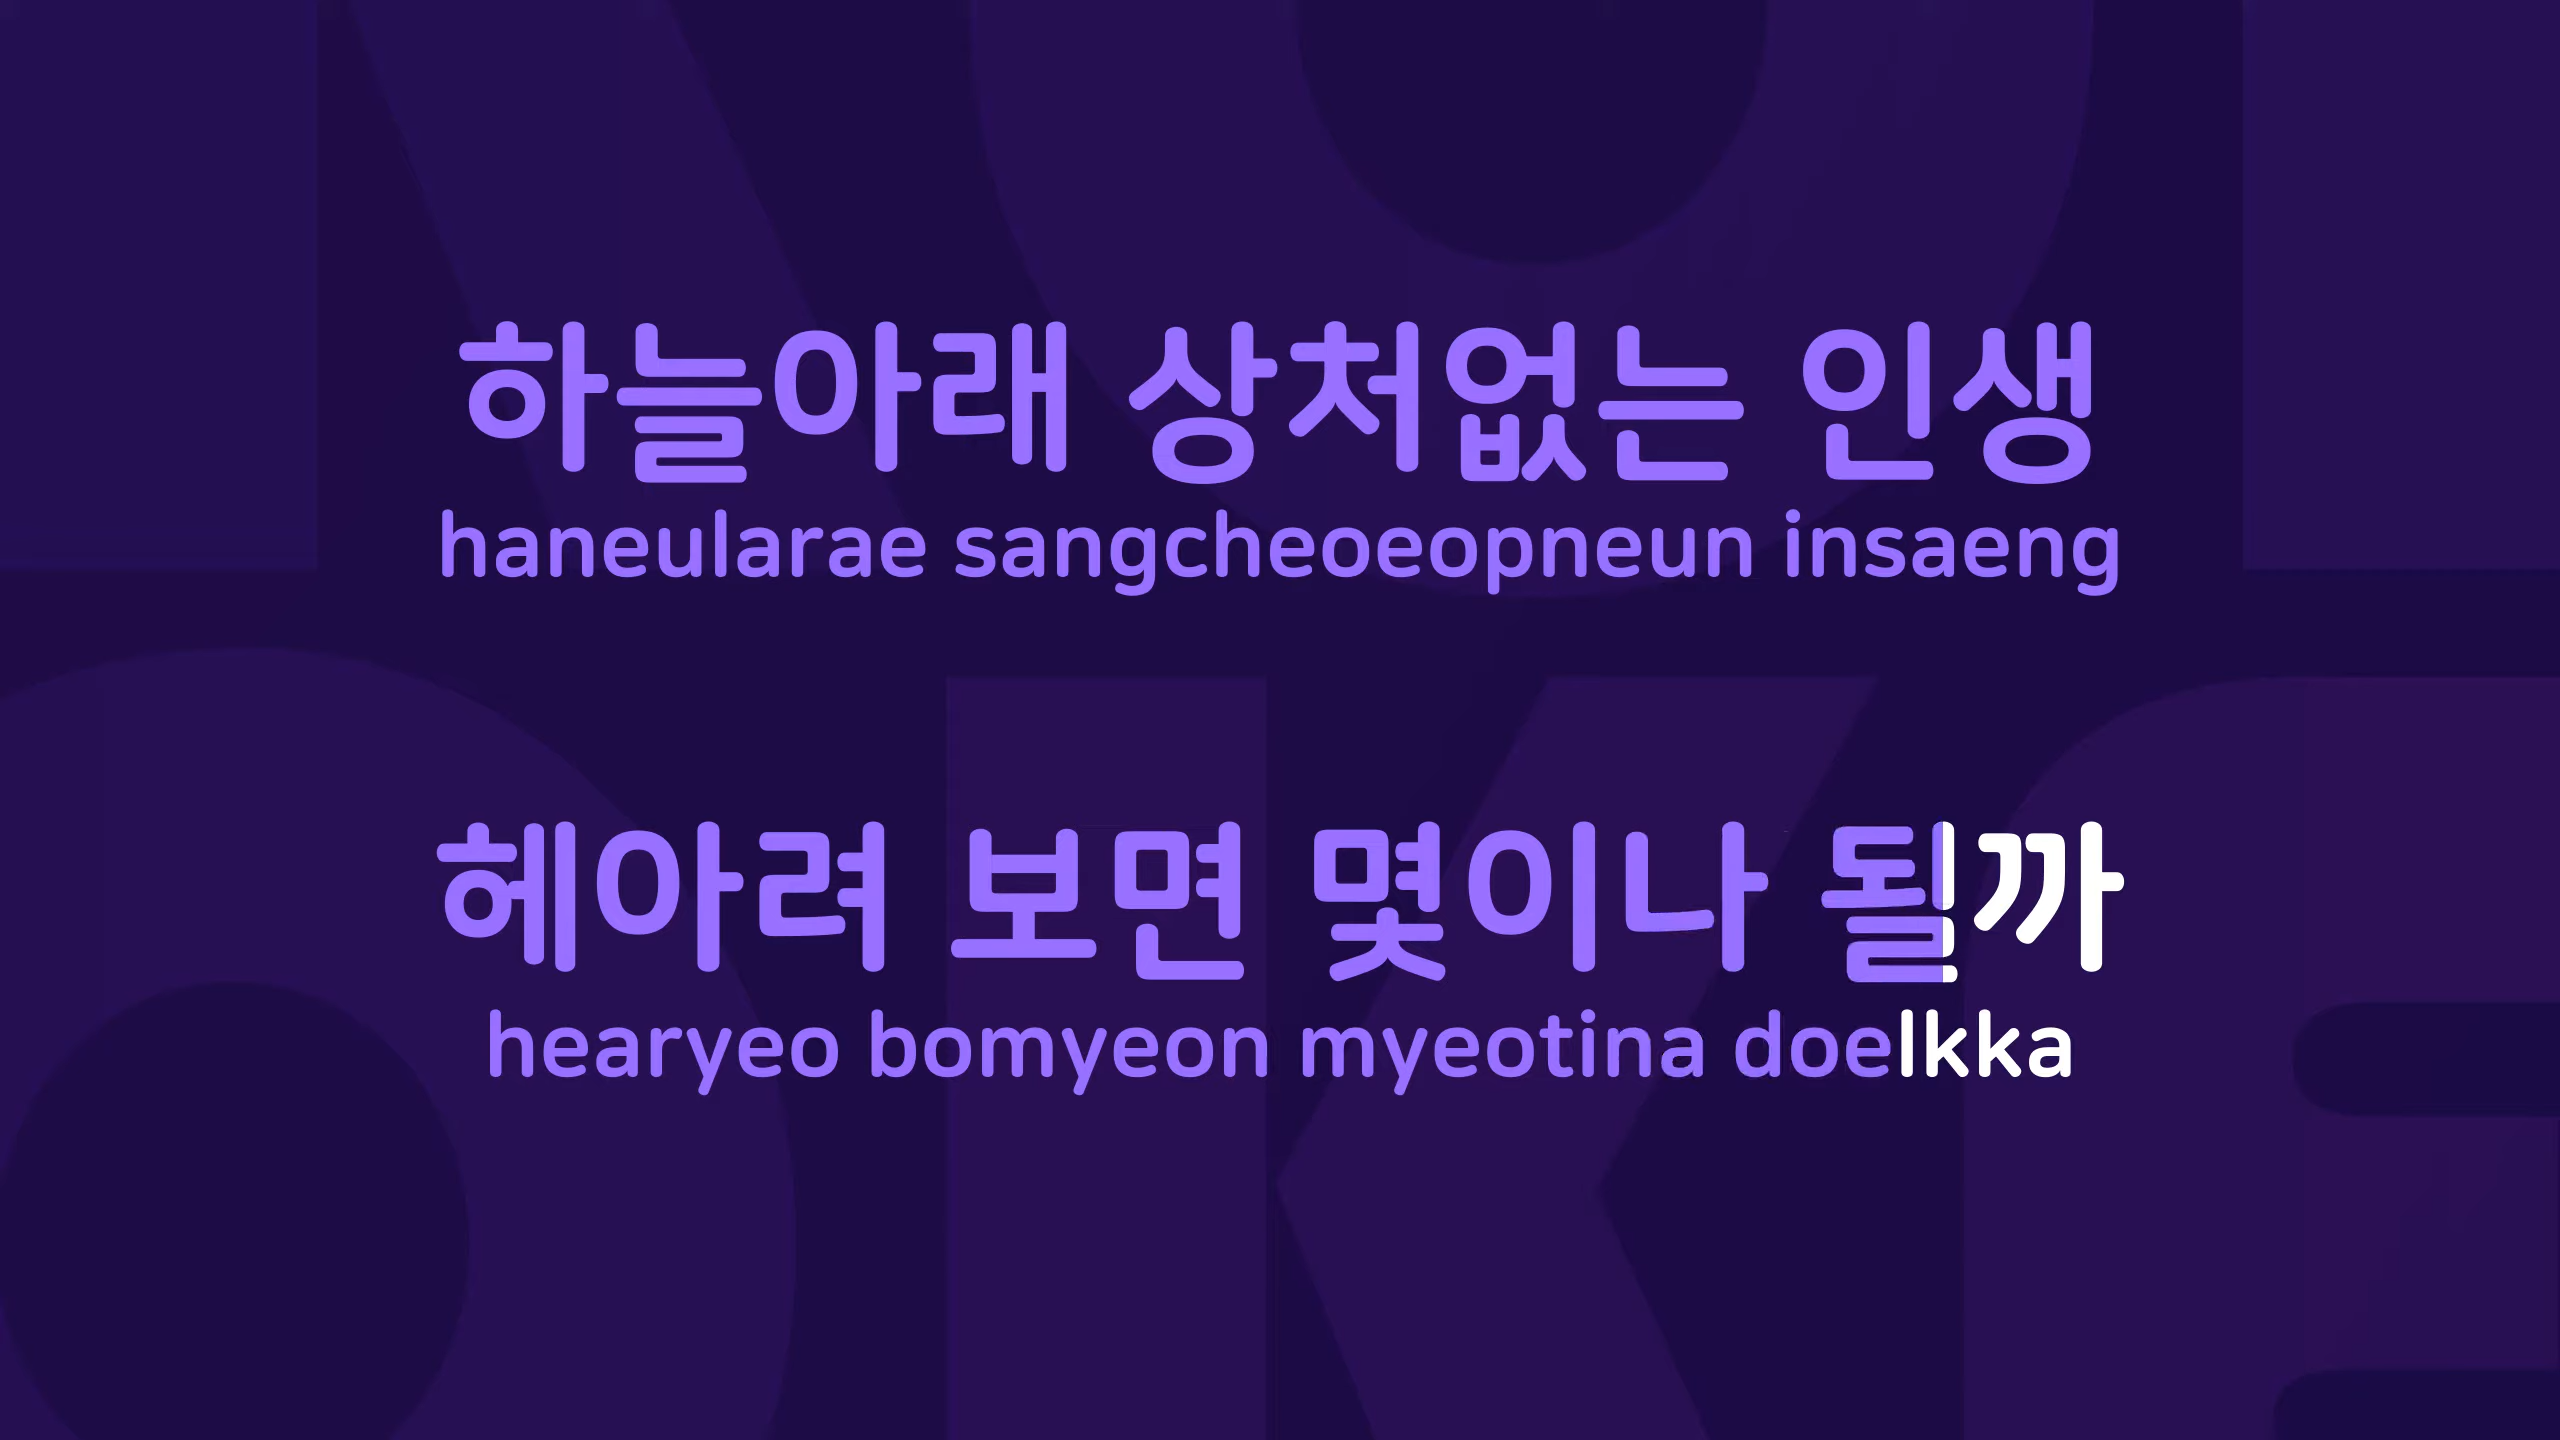 하늘아래 상처없는 인생
haneularae sangcheoeopneun insaeng
헤아려 보면 몇이나 될까
hearyeo bomyeon myeotina doelkka